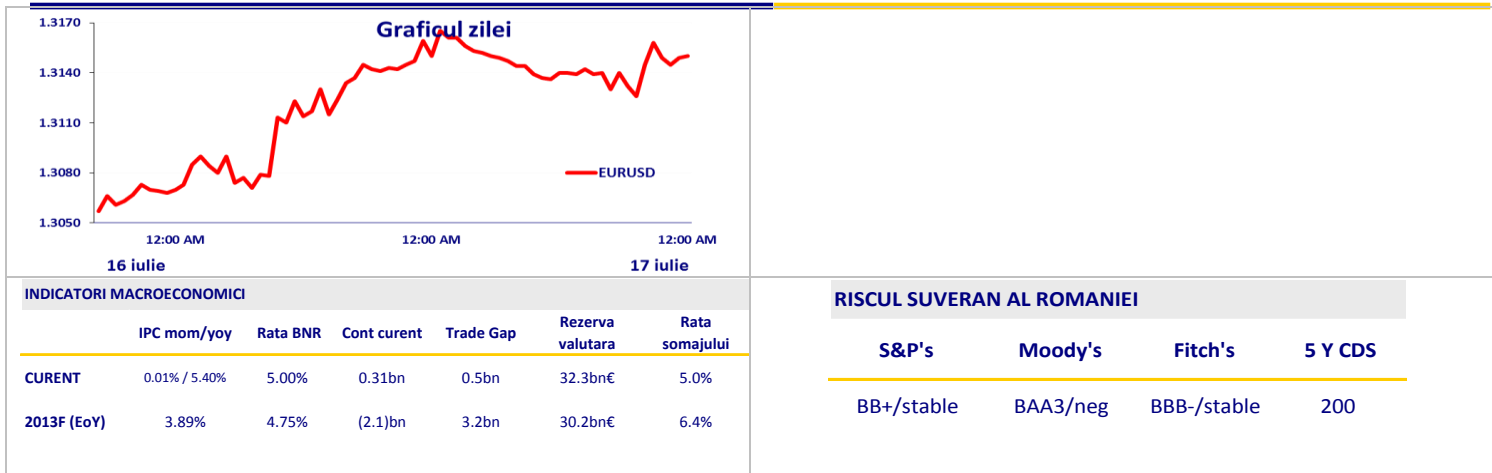 Graficul zilei
1.3170
1.3140
1.3110
1.3080
1.3050
EURUSD
12:00 AM 12:00 AM 12:00 AM
16 iulie 17 iulie
INDICATORI MACROECONOMICI
IPC mom/yoy Rata BNR Cont curent Trade Gap Rezerva valutara Rata somajului
CURENT 0.01% / 5.40% 5.00% 0.31bn 0.5bn 32.3bn€ 5.0%
2013F (EoY) 3.89% 4.75% (2.1)bn 3.2bn 30.2bn€ 6.4%
RISCUL SUVERAN AL ROMANIEI
S&P's Moody's Fitch's 5 Y CDS
BB+/stable BAA3/neg BBB-/stable 200